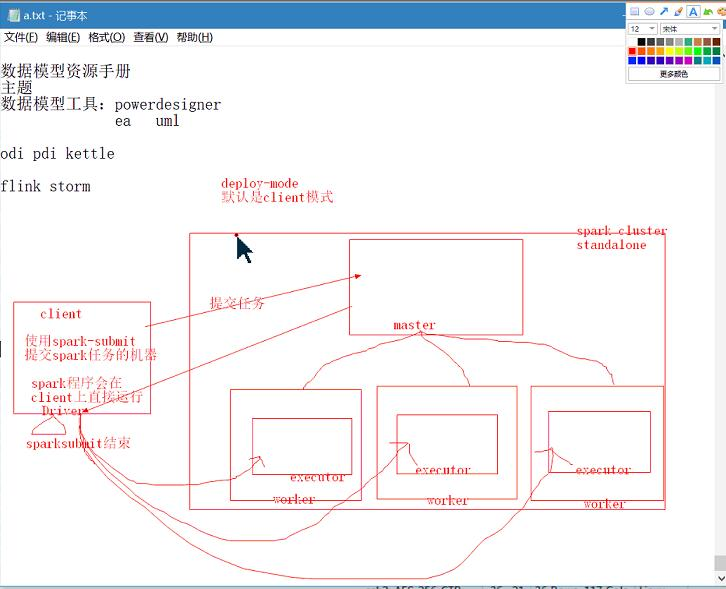 a.txt - 记事本
12
宋体
文件(F) 编辑(E) 格式(O) 查看(V) 帮助(H)
更多颜色
数据模型资源手册
主题
数据模型工具：powerdesigner
ea uml
odi pdi kettle
flink storm
deploy-mode
默认是client模式
spark cluster
standalone
提交任务
master
client
使用spark-submit
提交spark任务的机器
spark程序会在
client上直接运行
Driver
sparksubmit结束
executor
worker
executor
worker
executor
worker